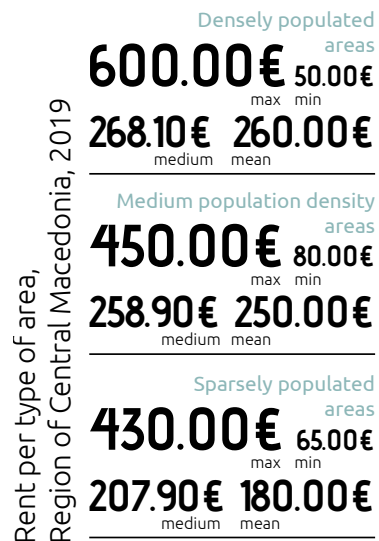 Rent per type of area,
Region of Central Macedonia, 2019
Densely populated
areas
600.00€ 50.00€
max min
268.10€ 260.00€
medium mean
Medium population density
areas
450.00€ 80.00€
max min
258.90€ 250.00€
medium mean
Sparsely populated
areas
430.00€ 65.00€
max min
207.90€ 180.00€
medium mean